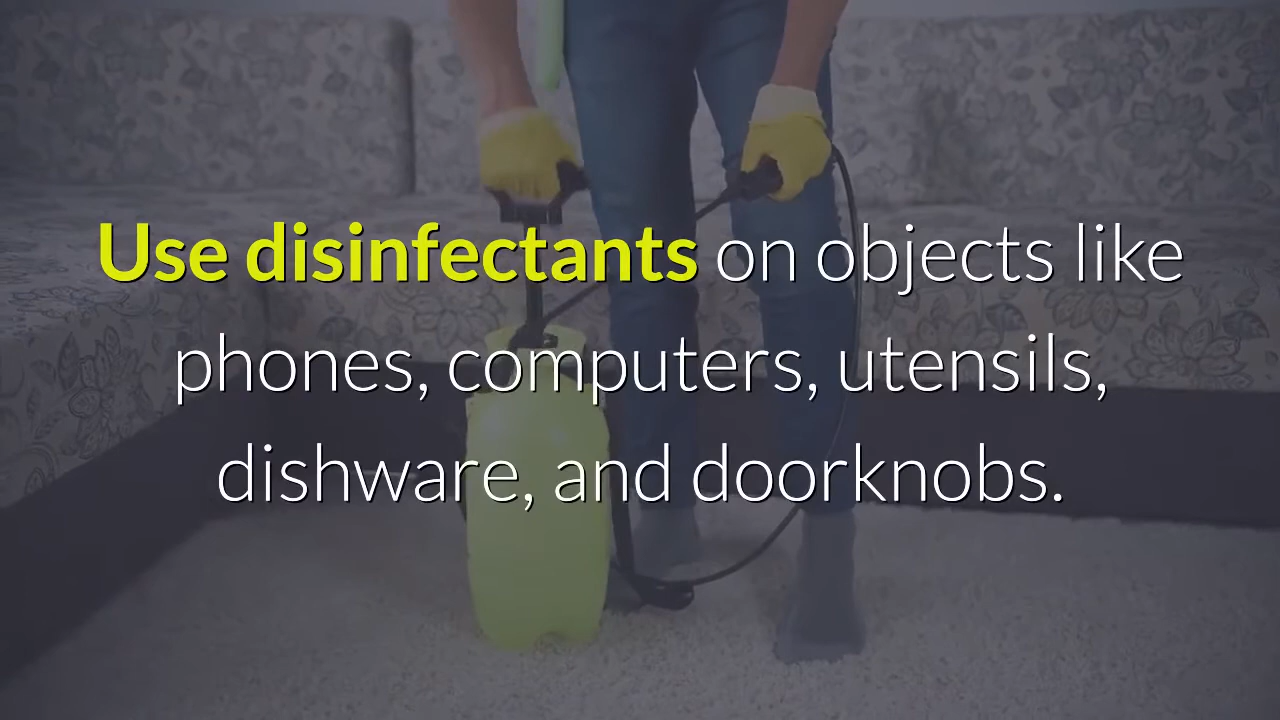 Use disinfectants on objects like
phones, computers, utensils,
dishware, and doorknobs.